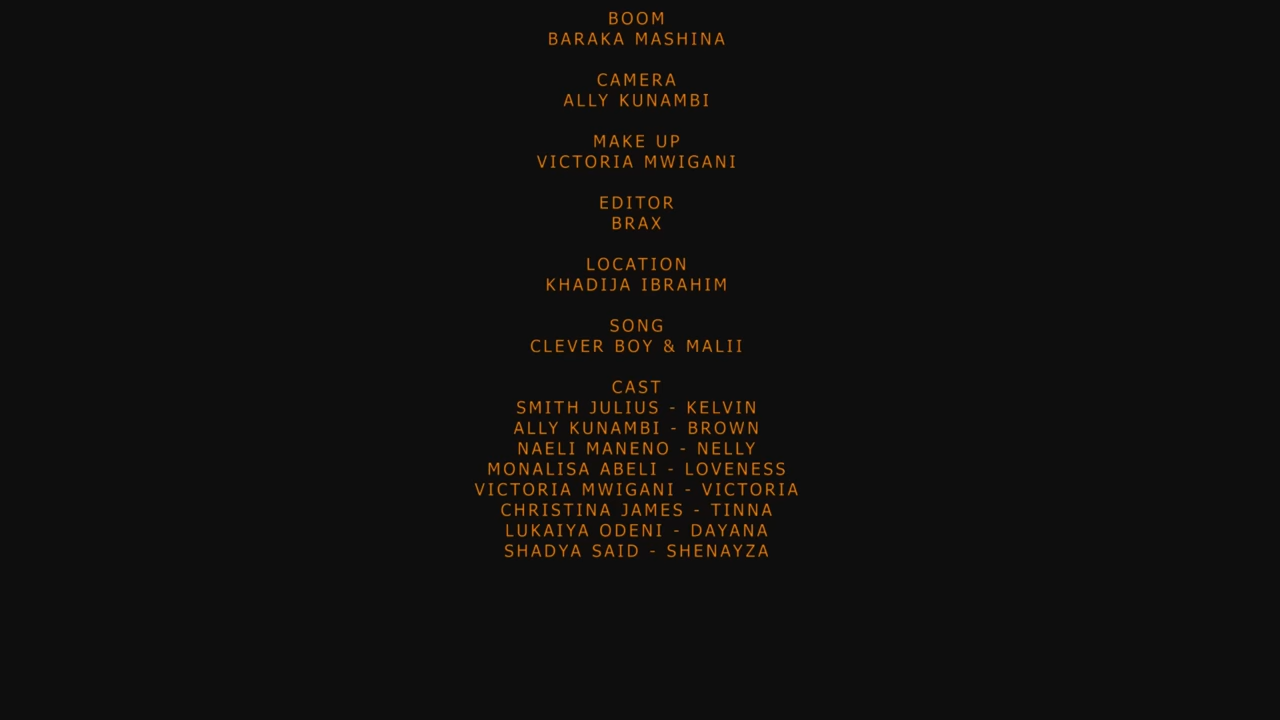 BOOM
BARAKA MASHINA
CAMERA
ALLY KUNAMBI
MAKE UP
VICTORIA MWIGANI
EDITOR
BRAX
LOCATION
KHADIJA IBRAHIM
SONG
CLEVER BOY & MALII
CAST
SMITH JULIUS - KELVIN
ALLY KUNAMBI - BROWN
NAELI MANENO - NELLY
MONALISA ABELI - LOVENESS
VICTORIA MWIGANI - VICTORIA
CHRISTINA JAMES - TINNA
LUKAIYA ODENI - DAYANA
SHADYA SAID - SHENAYZA